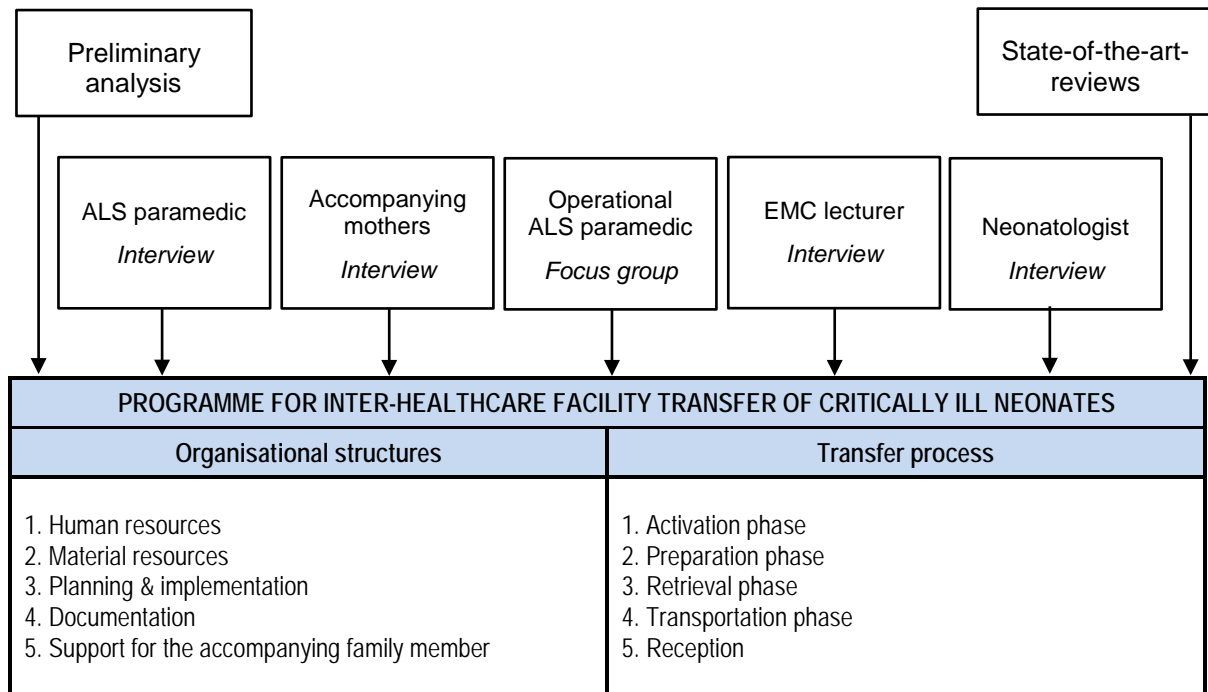 Preliminary
analysis
State-of-the-art-
reviews
ALS paramedic
Interview
Accompanying
mothers
Interview
Operational
ALS paramedic
Focus group
EMC lecturer
Interview
Neonatologist
Interview
PROGRAMME FOR INTER-HEALTHCARE FACILITY TRANSFER OF CRITICALLY ILL NEONATES
Organisational structures
1. Human resources
2. Material resources
3. Planning & implementation
4. Documentation
5. Support for the accompanying family member
Transfer process
1. Activation phase
2. Preparation phase
3. Retrieval phase
4. Transportation phase
5. Reception